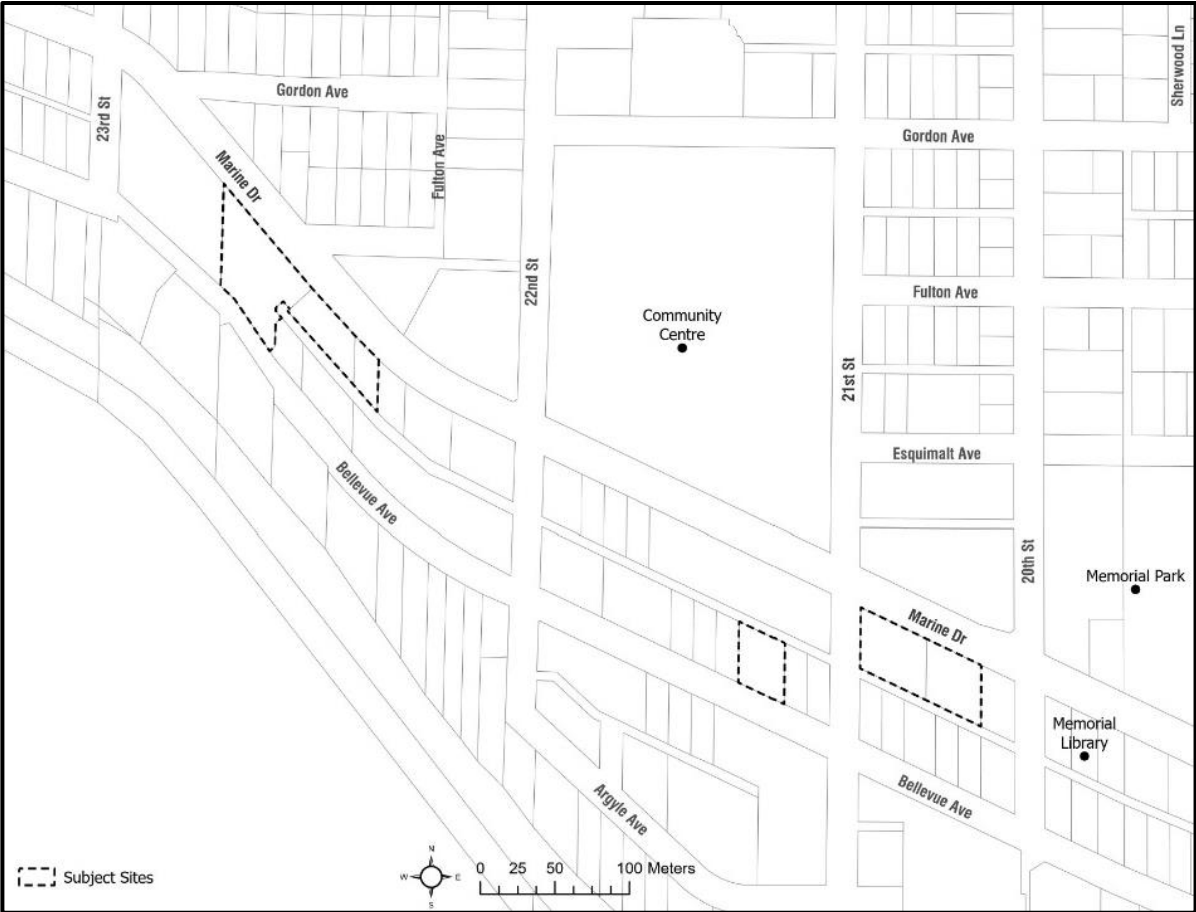 Sherwood Ln
Gordon Ave
23rd St
Gordon Ave
Fulton Ave
Marine Dr
22nd St
Fulton Ave
Community
Centre
21st St
Esquimalt Ave
Bellevue Ave
20th St
Memorial Park
Marine Dr
Memorial
Library
Bellevue Ave
Argyle Ave
Subject Sites
N
W
E
S
0 25 50 100 Meters